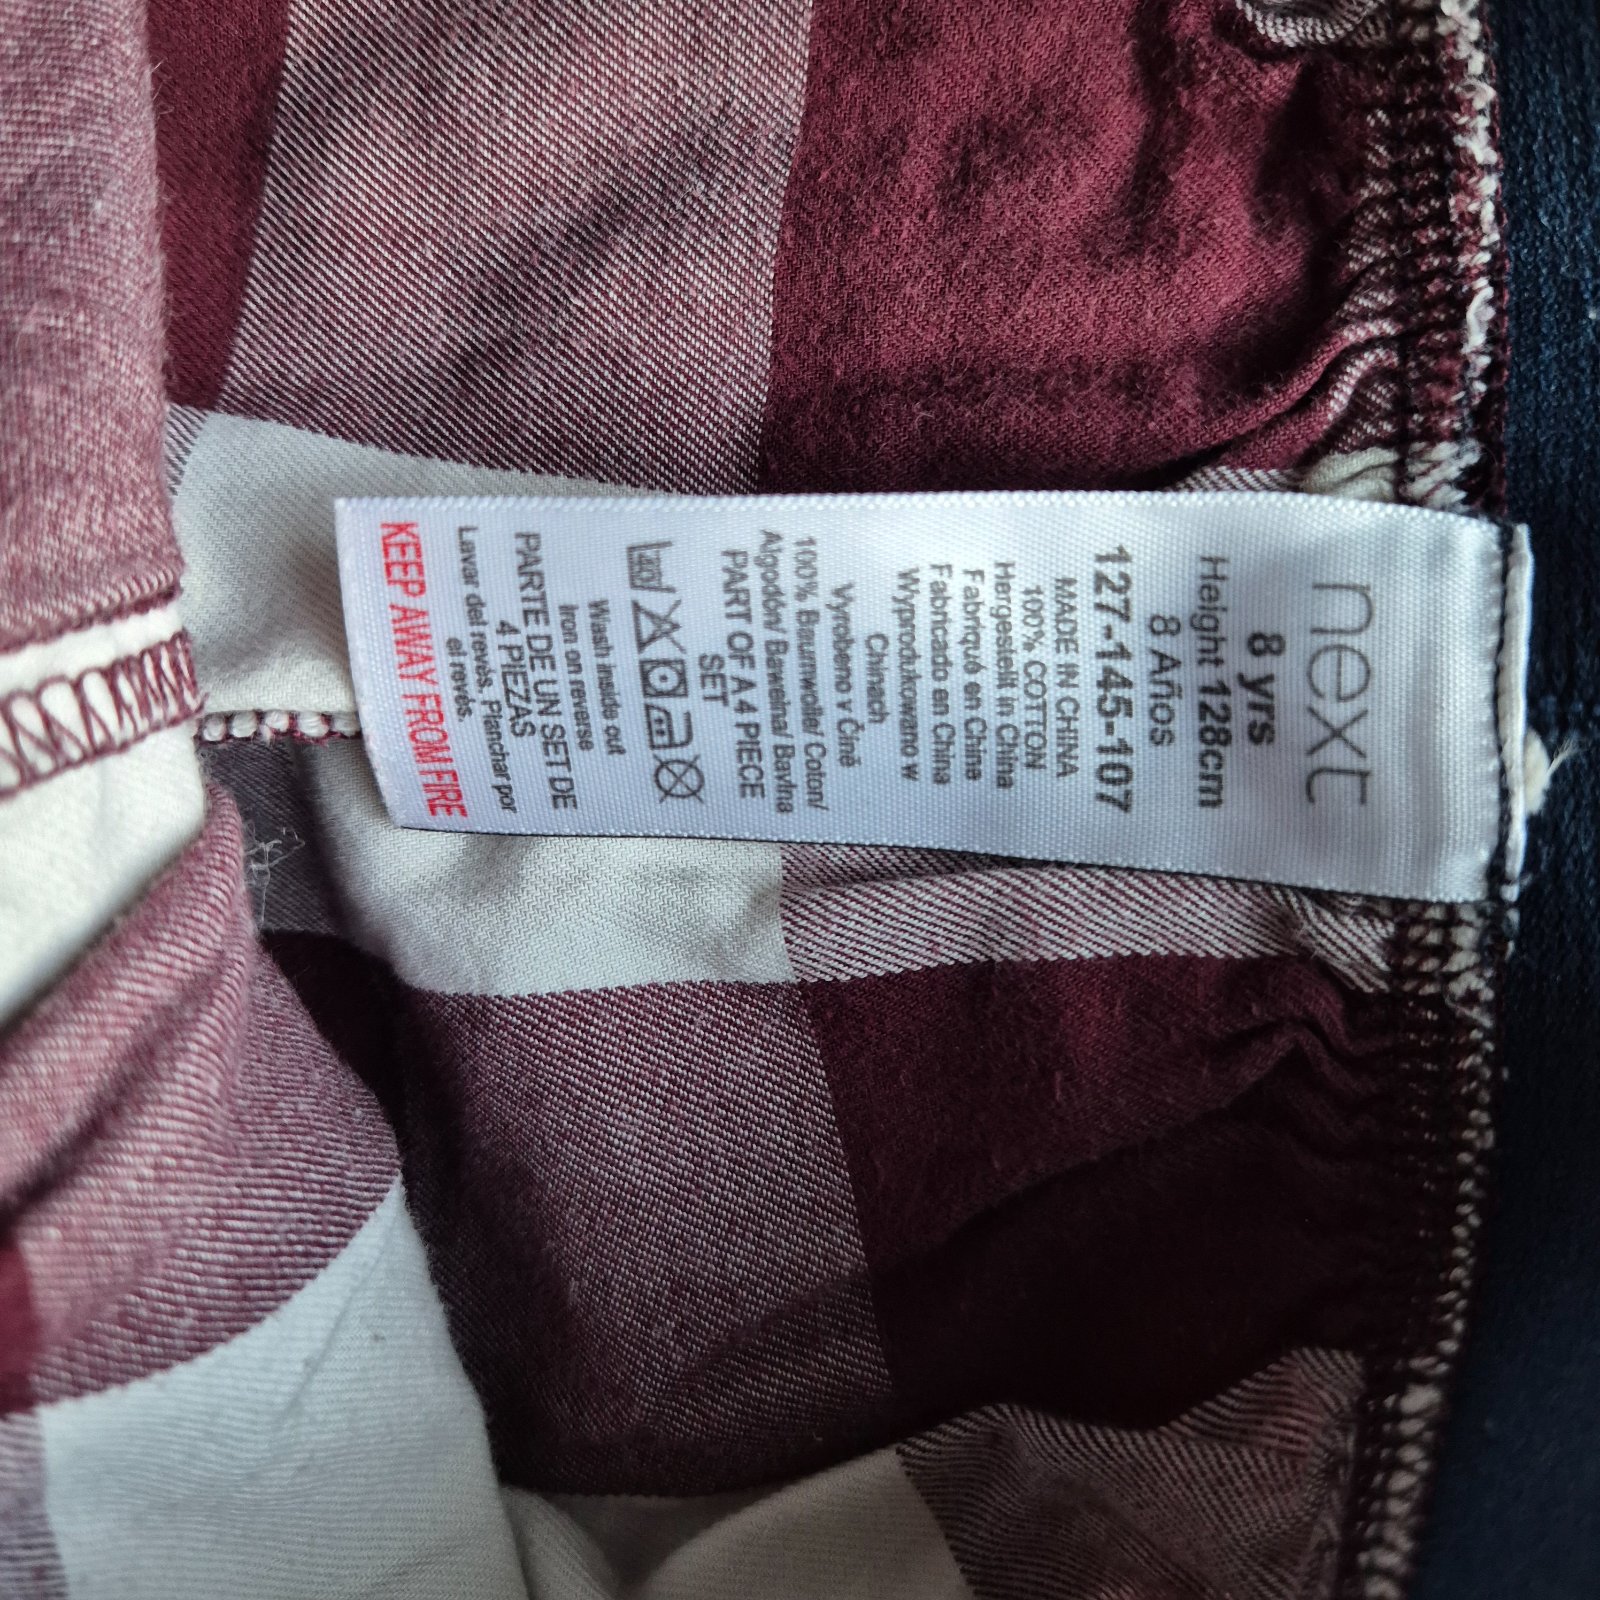 next
8 yrs
Height 128cm
8 Años
127-145-107
MADE IN CHINA
100% COTTON
Hergestellt in China
Fabriqué en Chine
Fabricado en China
Wyprodukowano w
Chinach
Vyrobeno v Číně
100% Baumwolle/ Coton/
Algodón/ Bawełna/ Bavlna
PART OF A 4 PIECE
SET
40
Wash inside out
Iron on reverse
PARTE DE UN SET DE
4 PIEZAS
Lavar del revés. Planchar por
el revés.
KEEP AWAY FROM FIRE